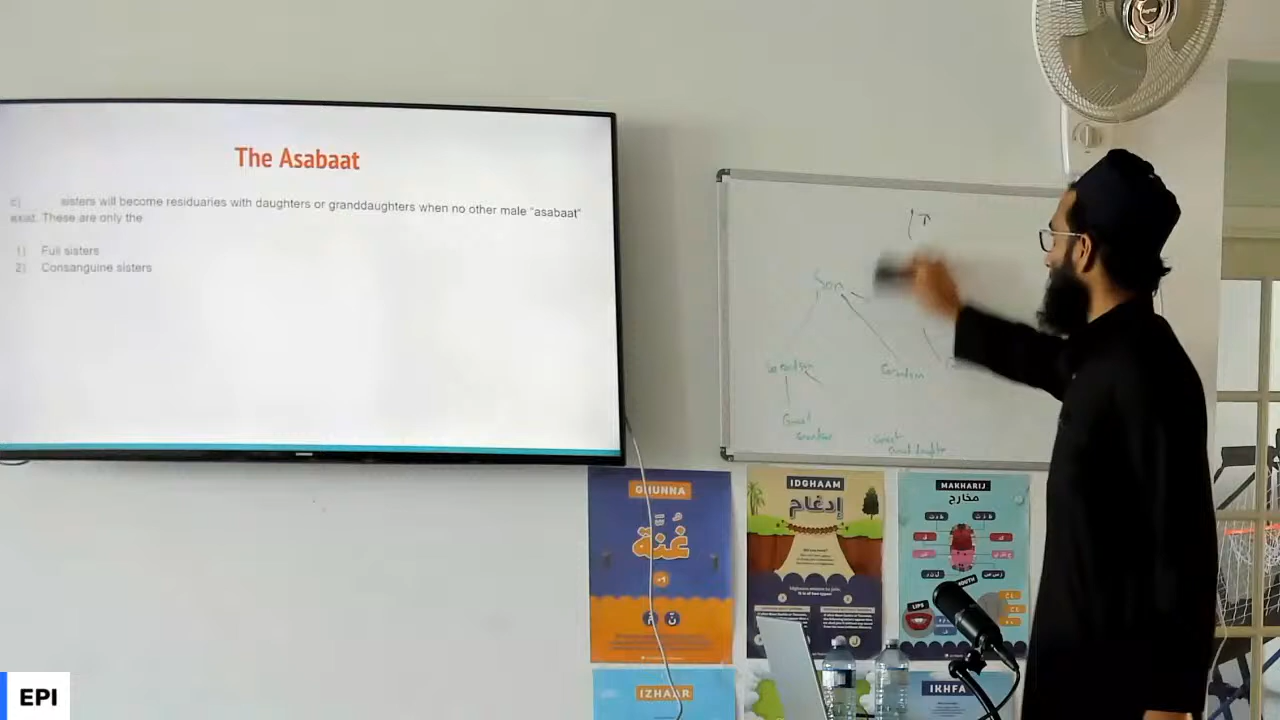 The Asabaat
c) sisters will become residuaries with daughters or granddaughters when no other male "asabaat"
exist. These are only the
1) Full sisters
2) Consanguine sisters
Son
Grandson
Grandson
Great
Great
GHUNNA
غُنَّة
IDGHAAM
إدغام
MAKHARIJ
مخارج
MOUTH
LIPS
IZHAAR
IKHFA
EPI